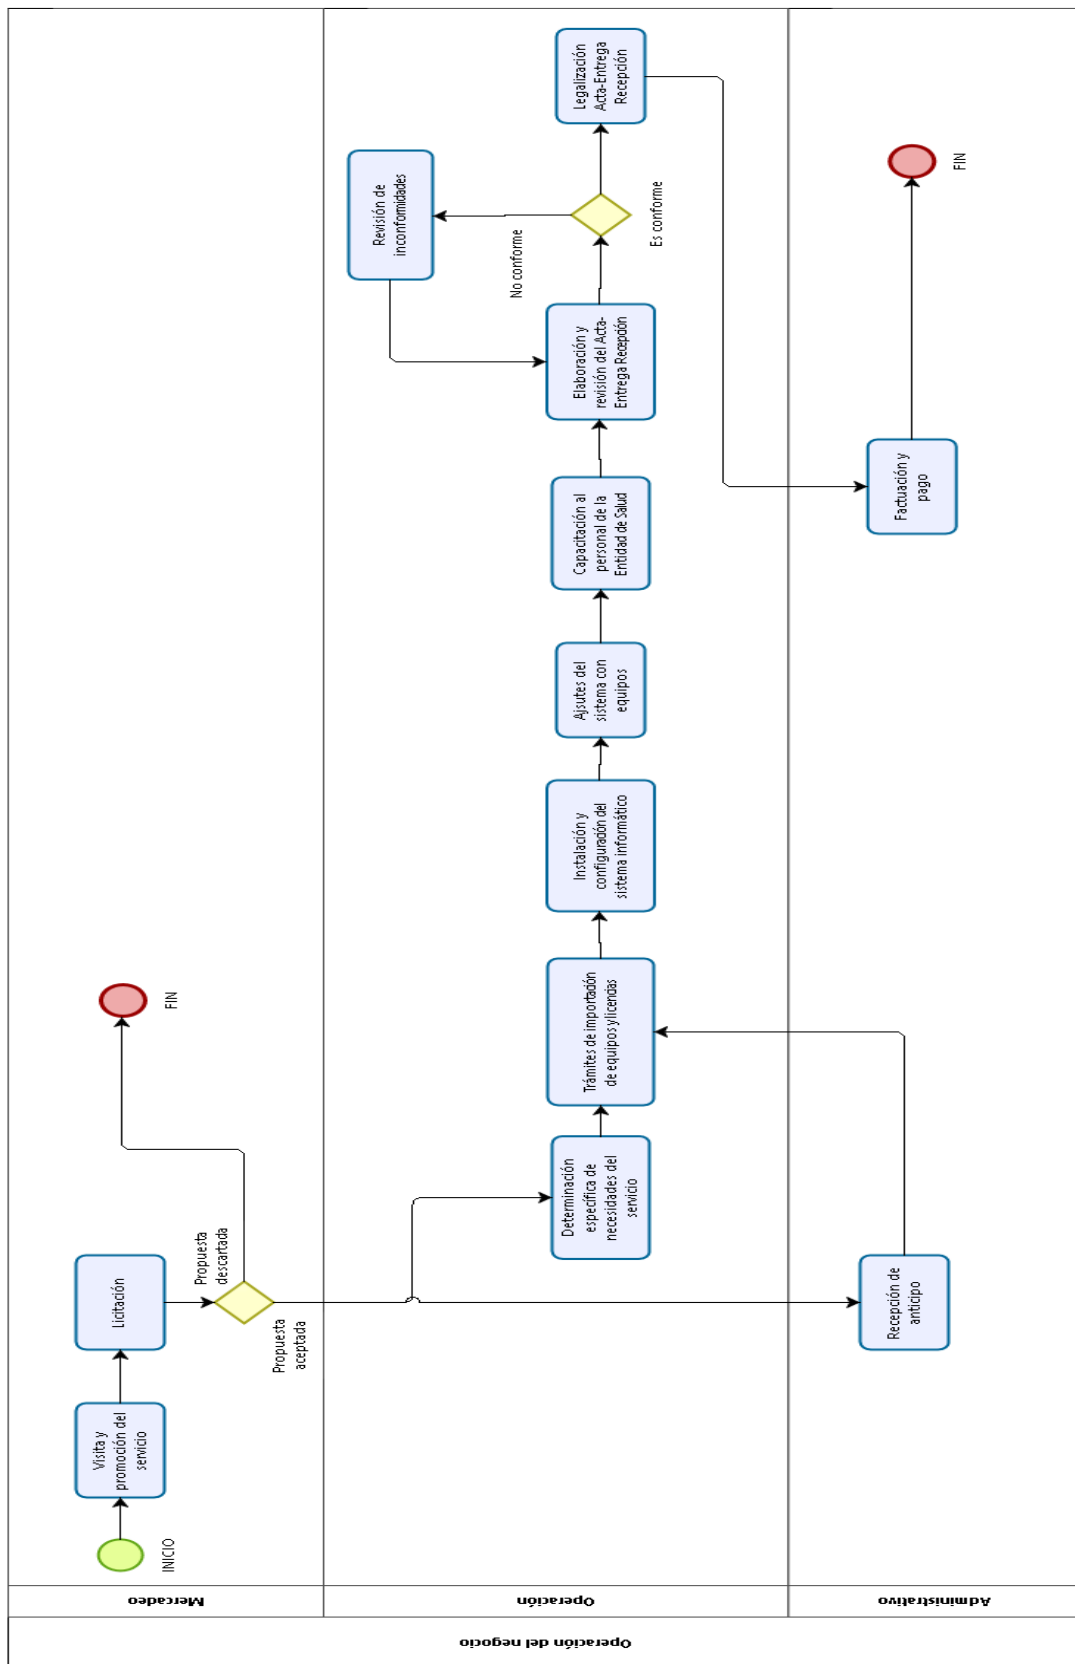 Operación del negocio
Mercadeo
INICIO
Visita y
promoción del
servicio
Licitación
Propuesta
descartada
Propuesta
aceptada
FIN
Operación
Determinación
específica de
necesidades del
servicio
Trámites de importación
de equipos y licencias
Instalación y
configuración del
sistema informático
Ajsutes del
sistema con
equipos
Capacitación al
personal de la
Entidad de Salud
Elaboración y
revisión del Acta-
Entrega Recepción
No conforme
Revisión de
inconformidades
Es conforme
Legalización
Acta-Entrega
Recepción
Administrativo
Recepción de
anticipo
Factuación y
pago
FIN